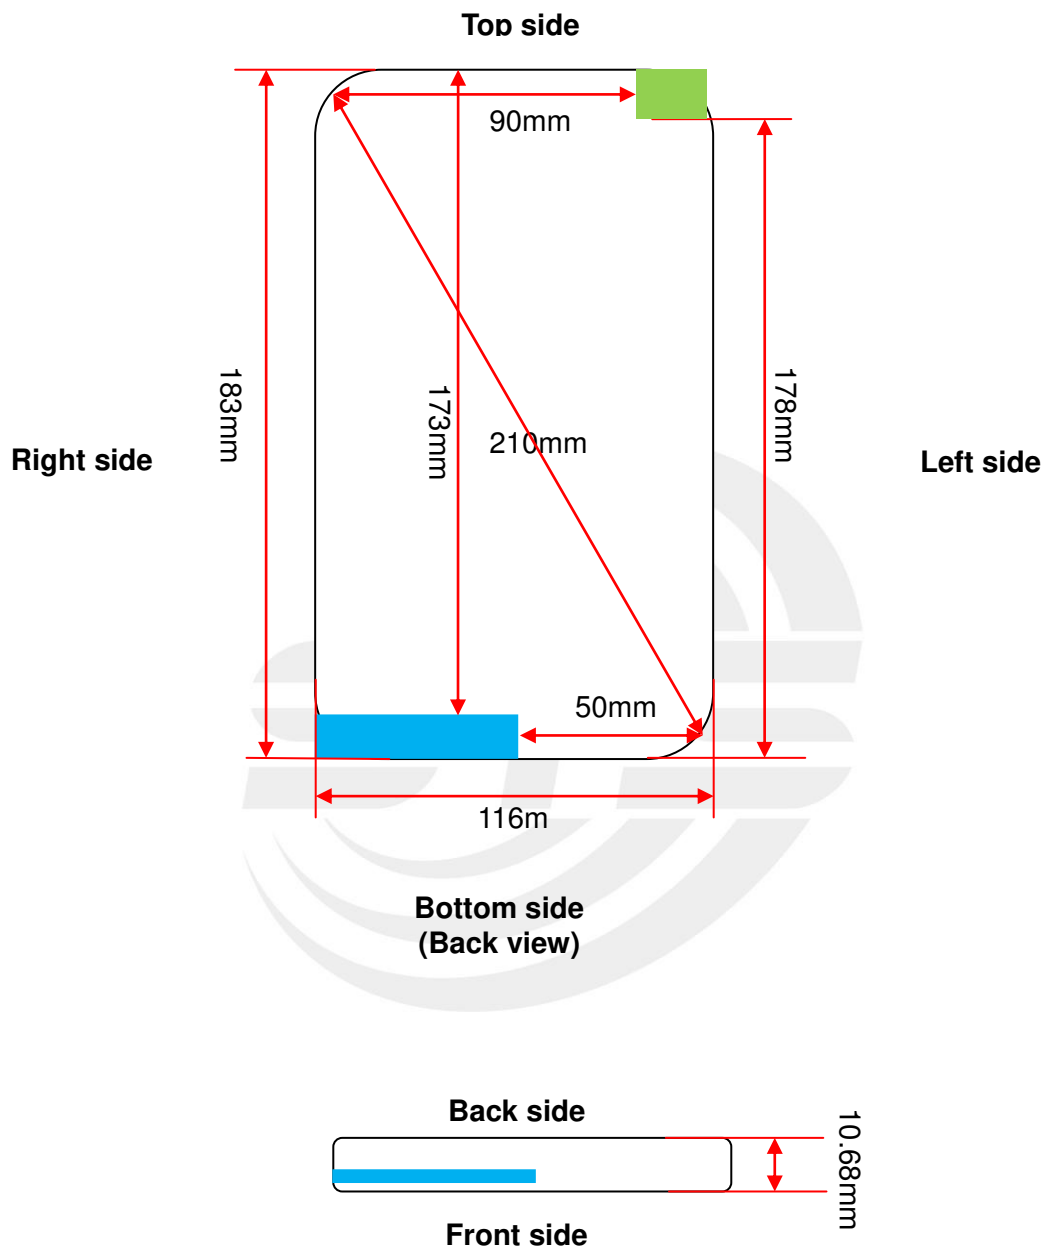 Top side
90mm
183mm
173mm
178mm
210mm
Right side
Left side
50mm
116m
Bottom side
(Back view)
Back side
10.68mm
Front side